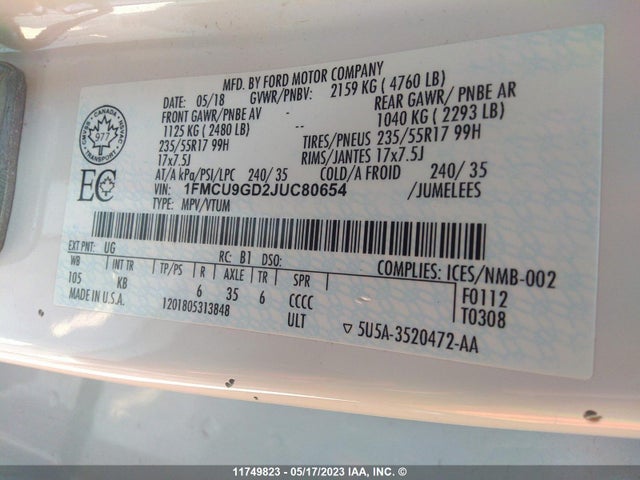 MFD. BY FORD MOTOR COMPANY
DATE: 05/18 GVWR/PNBV: 2159 KG ( 4760 LB)
FRONT GAWR/PNBE AV -- REAR GAWR/ PNBE AR
1125 KG ( 2480 LB) 1040 KG ( 2293 LB)
235/55R17 99H -- TIRES/PNEUS 235/55R17 99H
17x7.5J RIMS/JANTES 17x7.5J
AT/A kPa/PSI/LPC 240/ 35 COLD/A FROID 240/ 35
VIN: 1FMCU9GD2JUC80654 /JUMELEES
TYPE: MPV/VTUM
CANADA
977
TRANSPORT
EC
EXT PNT: UG RC: B1 DSO: COMPLIES: ICES/NMB-002
WB INT TR TP/PS R AXLE TR SPR F0112
105 KB 6 35 6 CCCC T0308
MADE IN U.S.A. 1201805313848 ULT ▽ 5U5A-3520472-AA
11749823 - 05/17/2023 IAA, INC. ©